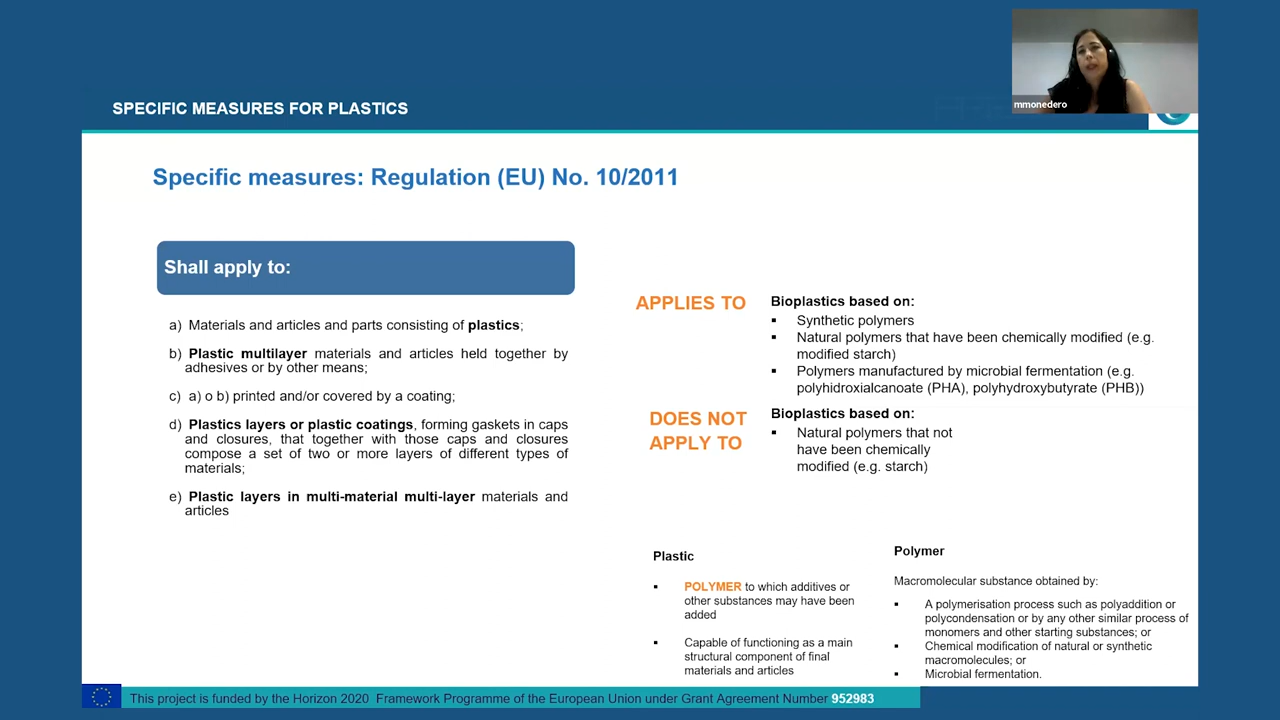 mmonedero
SPECIFIC MEASURES FOR PLASTICS
Specific measures: Regulation (EU) No. 10/2011
Shall apply to:
a) Materials and articles and parts consisting of plastics;
b) Plastic multilayer materials and articles held together by
adhesives or by other means;
c) a) o b) printed and/or covered by a coating;
d) Plastics layers or plastic coatings, forming gaskets in caps
and closures, that together with those caps and closures
compose a set of two or more layers of different types of
materials;
e) Plastic layers in multi-material multi-layer materials and
articles
APPLIES TO
Bioplastics based on:
▪ Synthetic polymers
▪ Natural polymers that have been chemically modified (e.g.
modified starch)
▪ Polymers manufactured by microbial fermentation (e.g.
polyhidroxialcanoate (PHA), polyhydroxybutyrate (PHB))
DOES NOT
APPLY TO
Bioplastics based on:
▪ Natural polymers that not
have been chemically
modified (e.g. starch)
Plastic
▪ POLYMER to which additives or
other substances may have been
added
▪ Capable of functioning as a main
structural component of final
materials and articles
Polymer
Macromolecular substance obtained by:
▪ A polymerisation process such as polyaddition or
polycondensation or by any other similar process of
monomers and other starting substances; or
▪ Chemical modification of natural or synthetic
macromolecules; or
▪ Microbial fermentation.
This project is funded by the Horizon 2020 Framework Programme of the European Union under Grant Agreement Number 952983